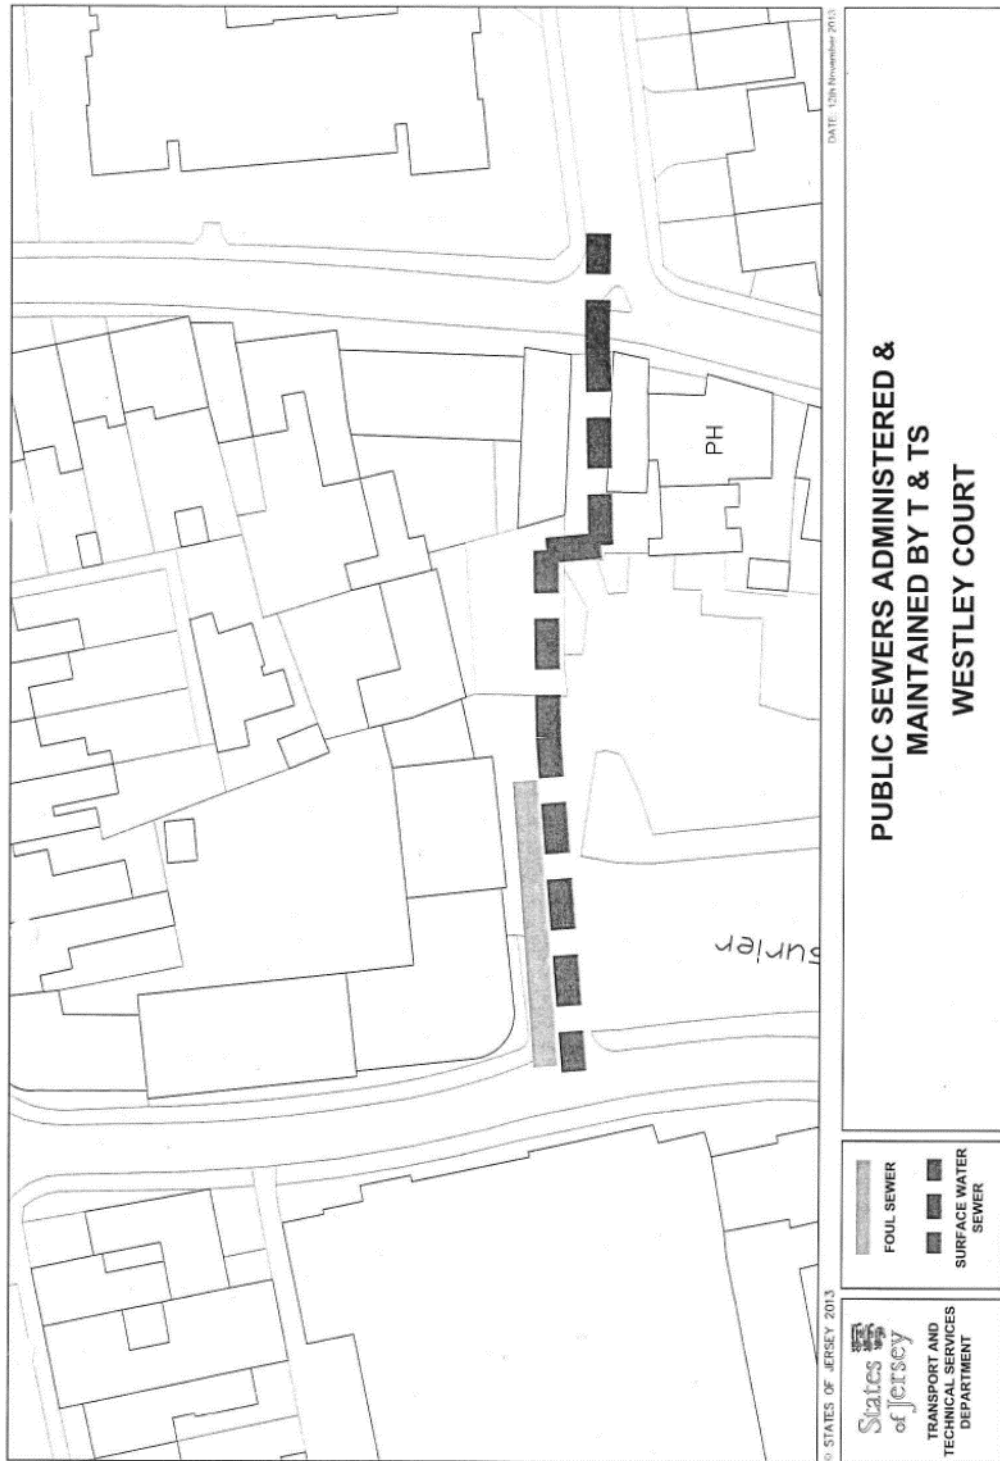 PH
surier
© STATES OF JERSEY 2013
DATE: 12th November 2013
States
of Jersey
TRANSPORT AND
TECHNICAL SERVICES
DEPARTMENT
FOUL SEWER
SURFACE WATER
SEWER
PUBLIC SEWERS ADMINISTERED &
MAINTAINED BY T & TS
WESTLEY COURT